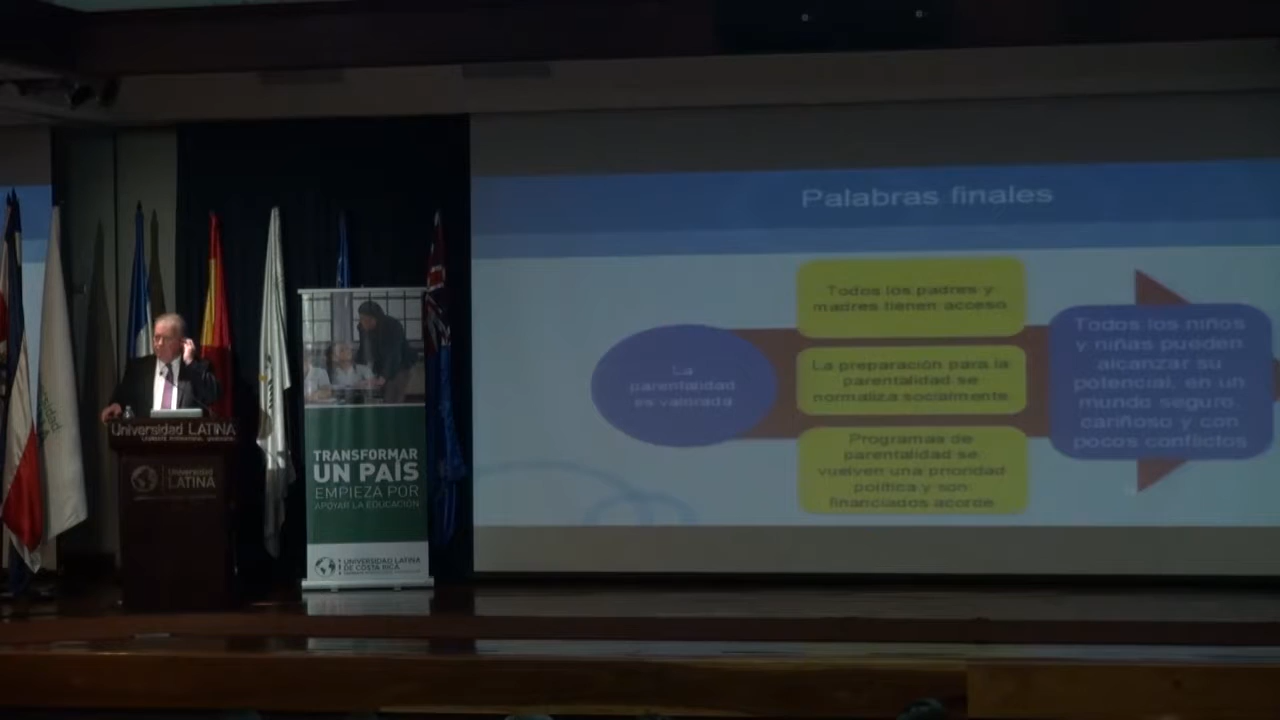 Palabras finales
La
parentalidad
es valorada
Todos los padres y
madres tienen acceso
La preparación para la
parentalidad se
normaliza socialmente
Programas de
parentalidad se
vuelven una prioridad
política y son
financiados acorde
Todos los niños
y niñas pueden
alcanzar su
potencial, en un
mundo seguro,
cariñoso y con
pocos conflictos
TRANSFORMAR
UN PAÍS
EMPIEZA POR
APOYAR LA EDUCACIÓN
UNIVERSIDAD LATINA
DE COSTA RICA
Universidad LATINA
Universidad
LATINA